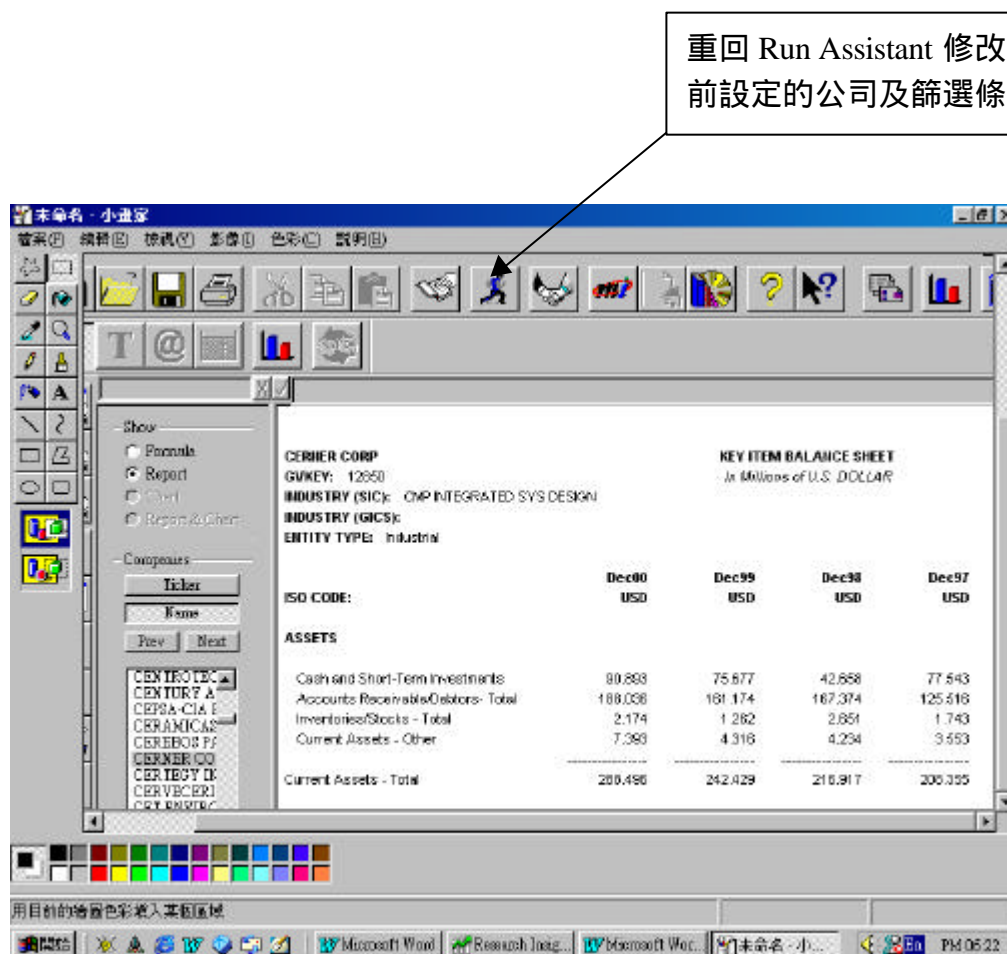 重回 Run Assistant 修改
前設定的公司及篩選條
未命名 - 小畫家
檔案(F) 編輯(E) 檢視(V) 影像(I) 色彩(C) 說明(H)
Show
Formula
Report
Chart
Report & Chart
Companies
Ticker
Name
Prev Next
CENTROTEC
CENTURY A
CEPSA-CIA E
CERAMICAS
CEREBOS PA
CERNER CO
CERTEGY IN
CERVECERI
CERNER CORP KEY ITEM BALANCE SHEET
GVKEY: 12850 In Millions of U.S. DOLLAR
INDUSTRY (SIC): CMP INTEGRATED SYS DESIGN
INDUSTRY (GICS):
ENTITY TYPE: Industrial
Dec00 Dec99 Dec98 Dec97
ISO CODE: USD USD USD USD
ASSETS
Cash and Short-Term Investments 90.893 75.677 42.658 77.543
Accounts Receivable/Debtors- Total 188.036 161.174 167.374 125.516
Inventories/Stocks - Total 2.174 1.262 2.651 1.743
Current Assets - Other 7.393 4.316 4.234 3.553
Current Assets - Total 288.496 242.429 216.917 208.355
用目前的繪圖色彩填入某個區域
開始 Microsoft Word Research Insig... Microsoft Wor... 未命名 - 小... En PM 06:22